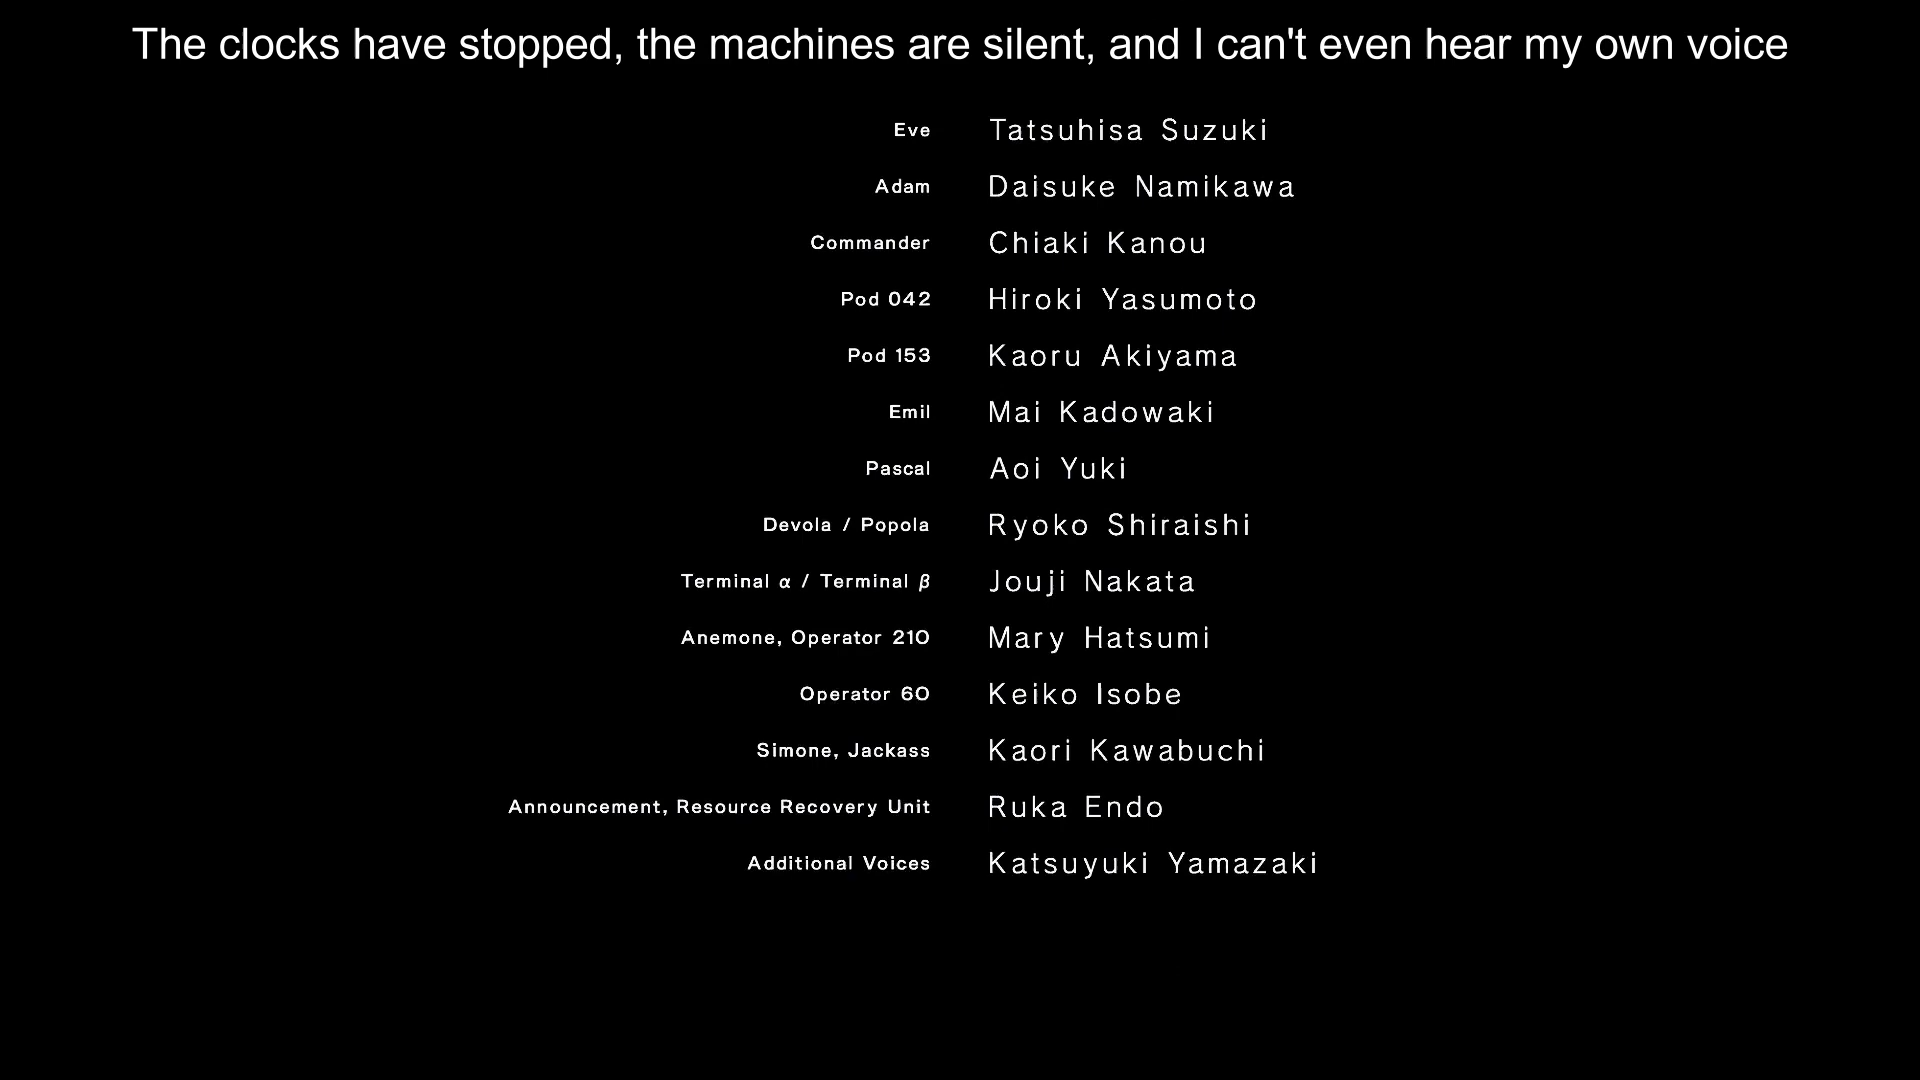 The clocks have stopped, the machines are silent, and I can't even hear my own voice
Eve Tatsuhisa Suzuki
Adam Daisuke Namikawa
Commander Chiaki Kanou
Pod 042 Hiroki Yasumoto
Pod 153 Kaoru Akiyama
Emil Mai Kadowaki
Pascal Aoi Yuki
Devola / Popola Ryoko Shiraishi
Terminal α / Terminal β Jouji Nakata
Anemone, Operator 210 Mary Hatsumi
Operator 60 Keiko Isobe
Simone, Jackass Kaori Kawabuchi
Announcement, Resource Recovery Unit Ruka Endo
Additional Voices Katsuyuki Yamazaki